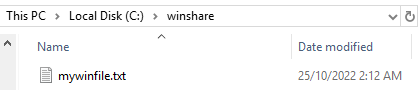 This PC > Local Disk (C:) > winshare
Name Date modified
mywinfile.txt 25/10/2022 2:12 AM